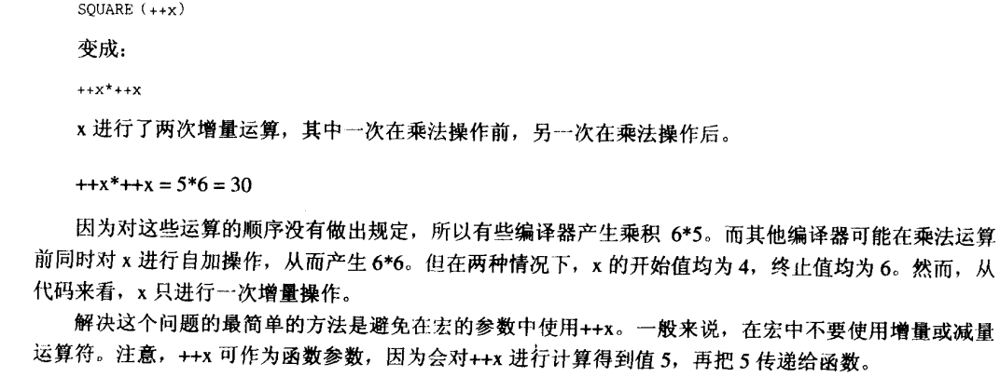 SQUARE(++x)
变成:
++x*++x
x 进行了两次增量运算，其中一次在乘法操作前，另一次在乘法操作后。
++x*++x = 5*6 = 30
因为对这些运算的顺序没有做出规定，所以有些编译器产生乘积 6*5。而其他编译器可能在乘法运算
前同时对 x 进行自加操作，从而产生 6*6。但在两种情况下，x 的开始值均为 4，终止值均为 6。然而，从
代码来看，x 只进行一次增量操作。
解决这个问题的最简单的方法是避免在宏的参数中使用++x。一般来说，在宏中不要使用增量或减量
运算符。注意，++x 可作为函数参数，因为会对++x 进行计算得到值 5，再把 5 传递给函数。